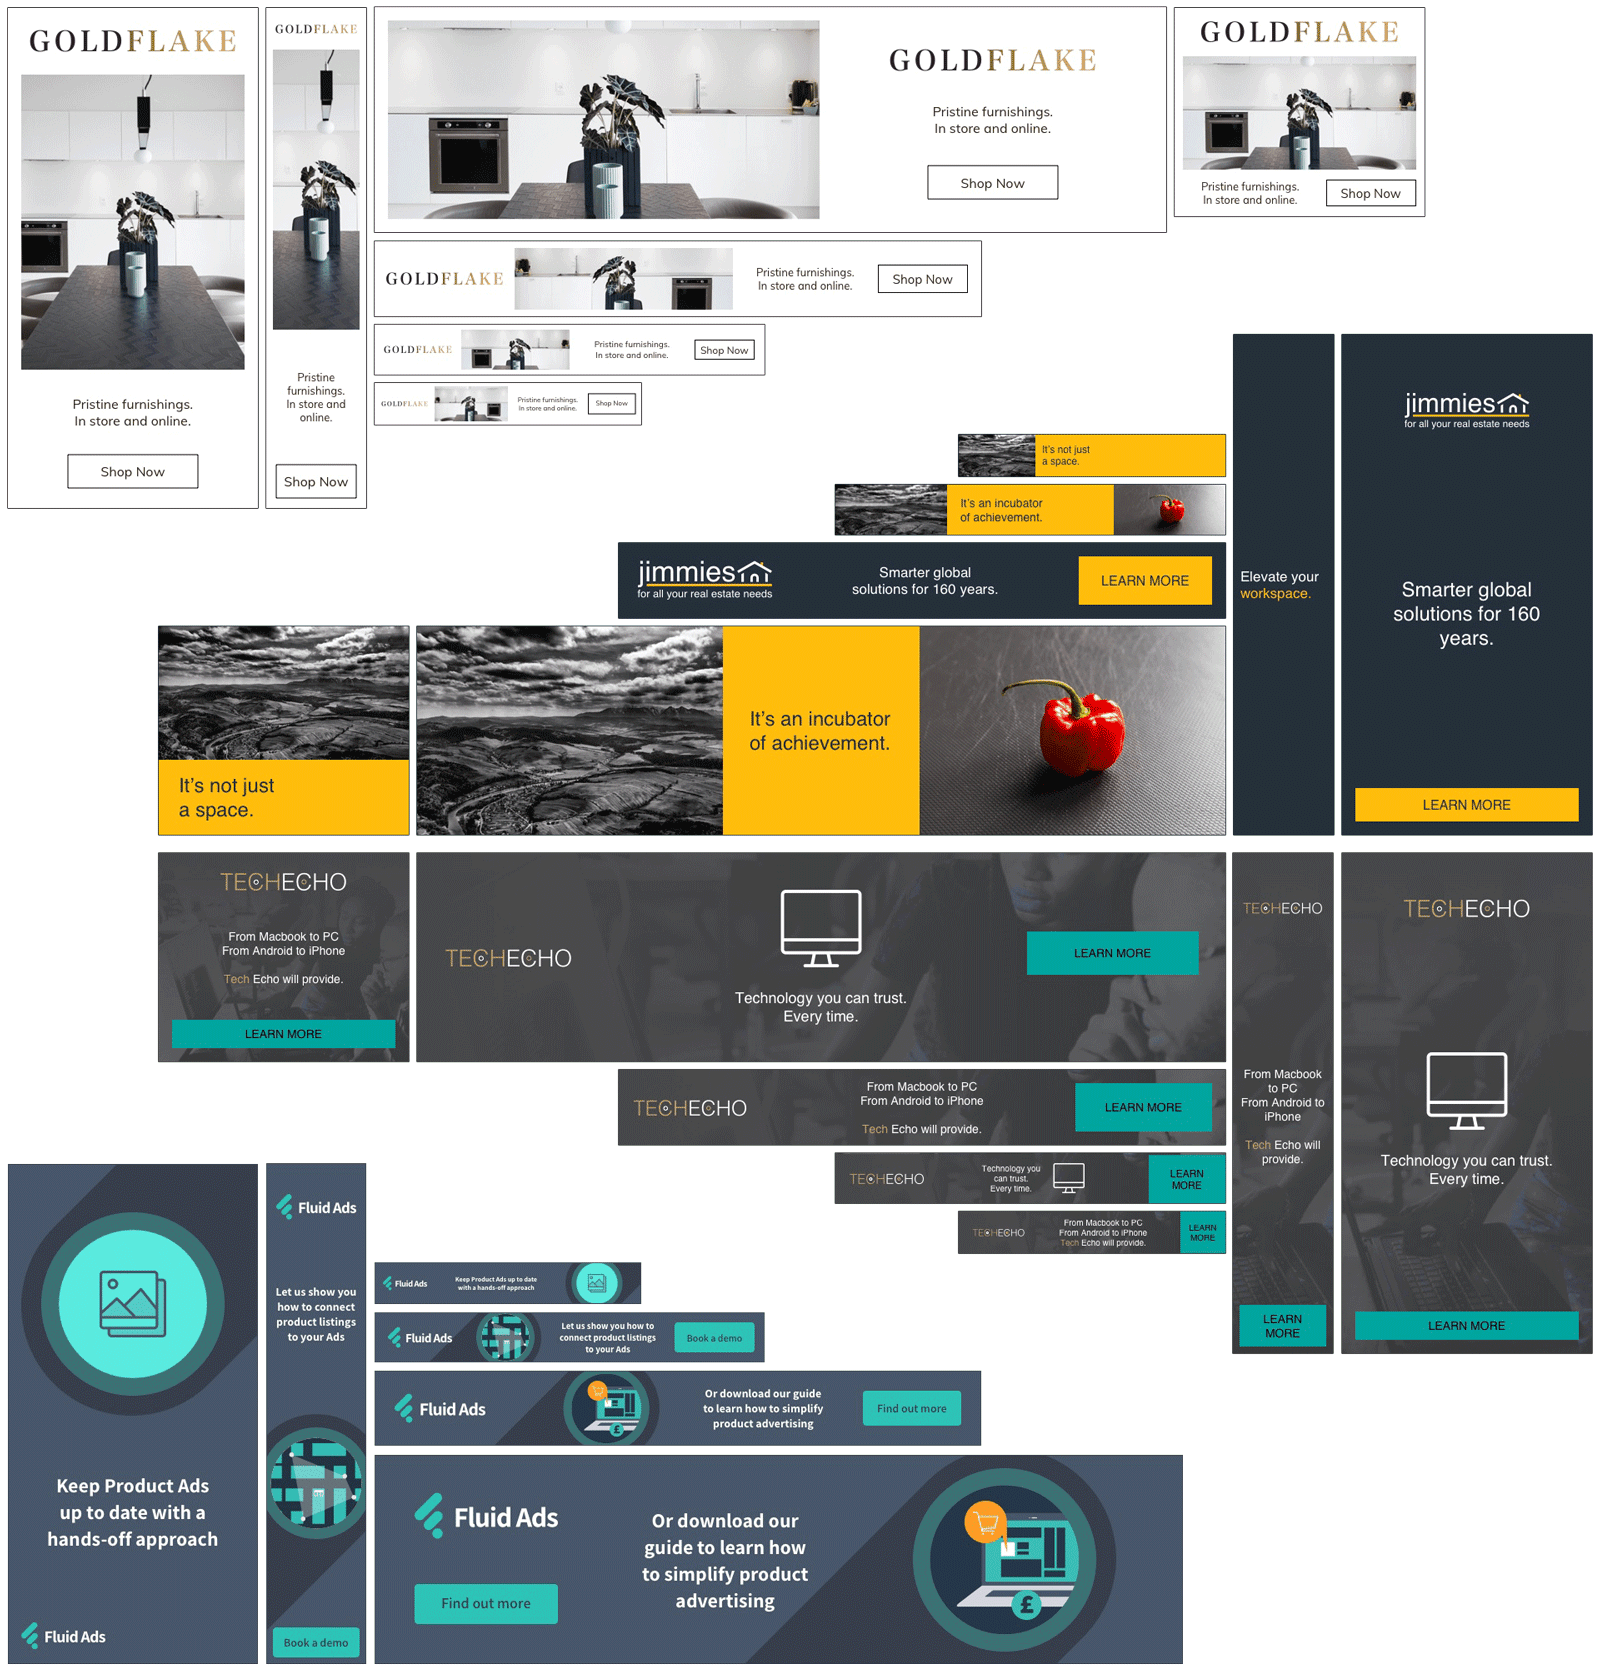 GOLDFLAKE
Pristine furnishings.
In store and online.
Shop Now
GOLDFLAKE
Pristine
furnishings.
In store and
online.
Shop Now
GOLDFLAKE
Pristine furnishings.
In store and online.
Shop Now
GOLDFLAKE
Pristine furnishings.
In store and online.
Shop Now
GOLDFLAKE
Pristine furnishings.
In store and online.
Shop Now
GOLDFLAKE
Pristine furnishings.
In store and online.
Shop Now
GOLDFLAKE
Pristine furnishings.
In store and online.
Shop Now
It's not just
a space.
It's an incubator
of achievement.
jimmies
for all your real estate needs
Smarter global
solutions for 160 years.
LEARN MORE
Elevate your
workspace.
jimmies
for all your real estate needs
Smarter global
solutions for 160
years.
LEARN MORE
It's not just
a space.
It's an incubator
of achievement.
TECHECHO
From Macbook to PC
From Android to iPhone
Tech Echo will provide.
LEARN MORE
TECHECHO
Technology you can trust.
Every time.
LEARN MORE
TECHECHO
From Macbook
to PC
From Android to
iPhone
Tech Echo will
provide.
LEARN
MORE
TECHECHO
Technology you can trust.
Every time.
LEARN MORE
TECHECHO
From Macbook to PC
From Android to iPhone
Tech Echo will provide.
LEARN MORE
TECHECHO
Technology you
can trust.
Every time.
LEARN
MORE
TECHECHO
From Macbook to PC
From Android to iPhone
Tech Echo will provide.
LEARN
MORE
Keep Product Ads
up to date with a
hands-off approach
Fluid Ads
Fluid Ads
Let us show you
how to connect
product listings
to your Ads
Book a demo
Fluid Ads
Keep Product Ads up to date
with a hands-off approach
Fluid Ads
Let us show you how to
connect product listings
to your Ads
Book a demo
Fluid Ads
£
Or download our guide
to learn how to simplify
product advertising
Find out more
Fluid Ads
Find out more
Or download our
guide to learn how
to simplify product
advertising
£